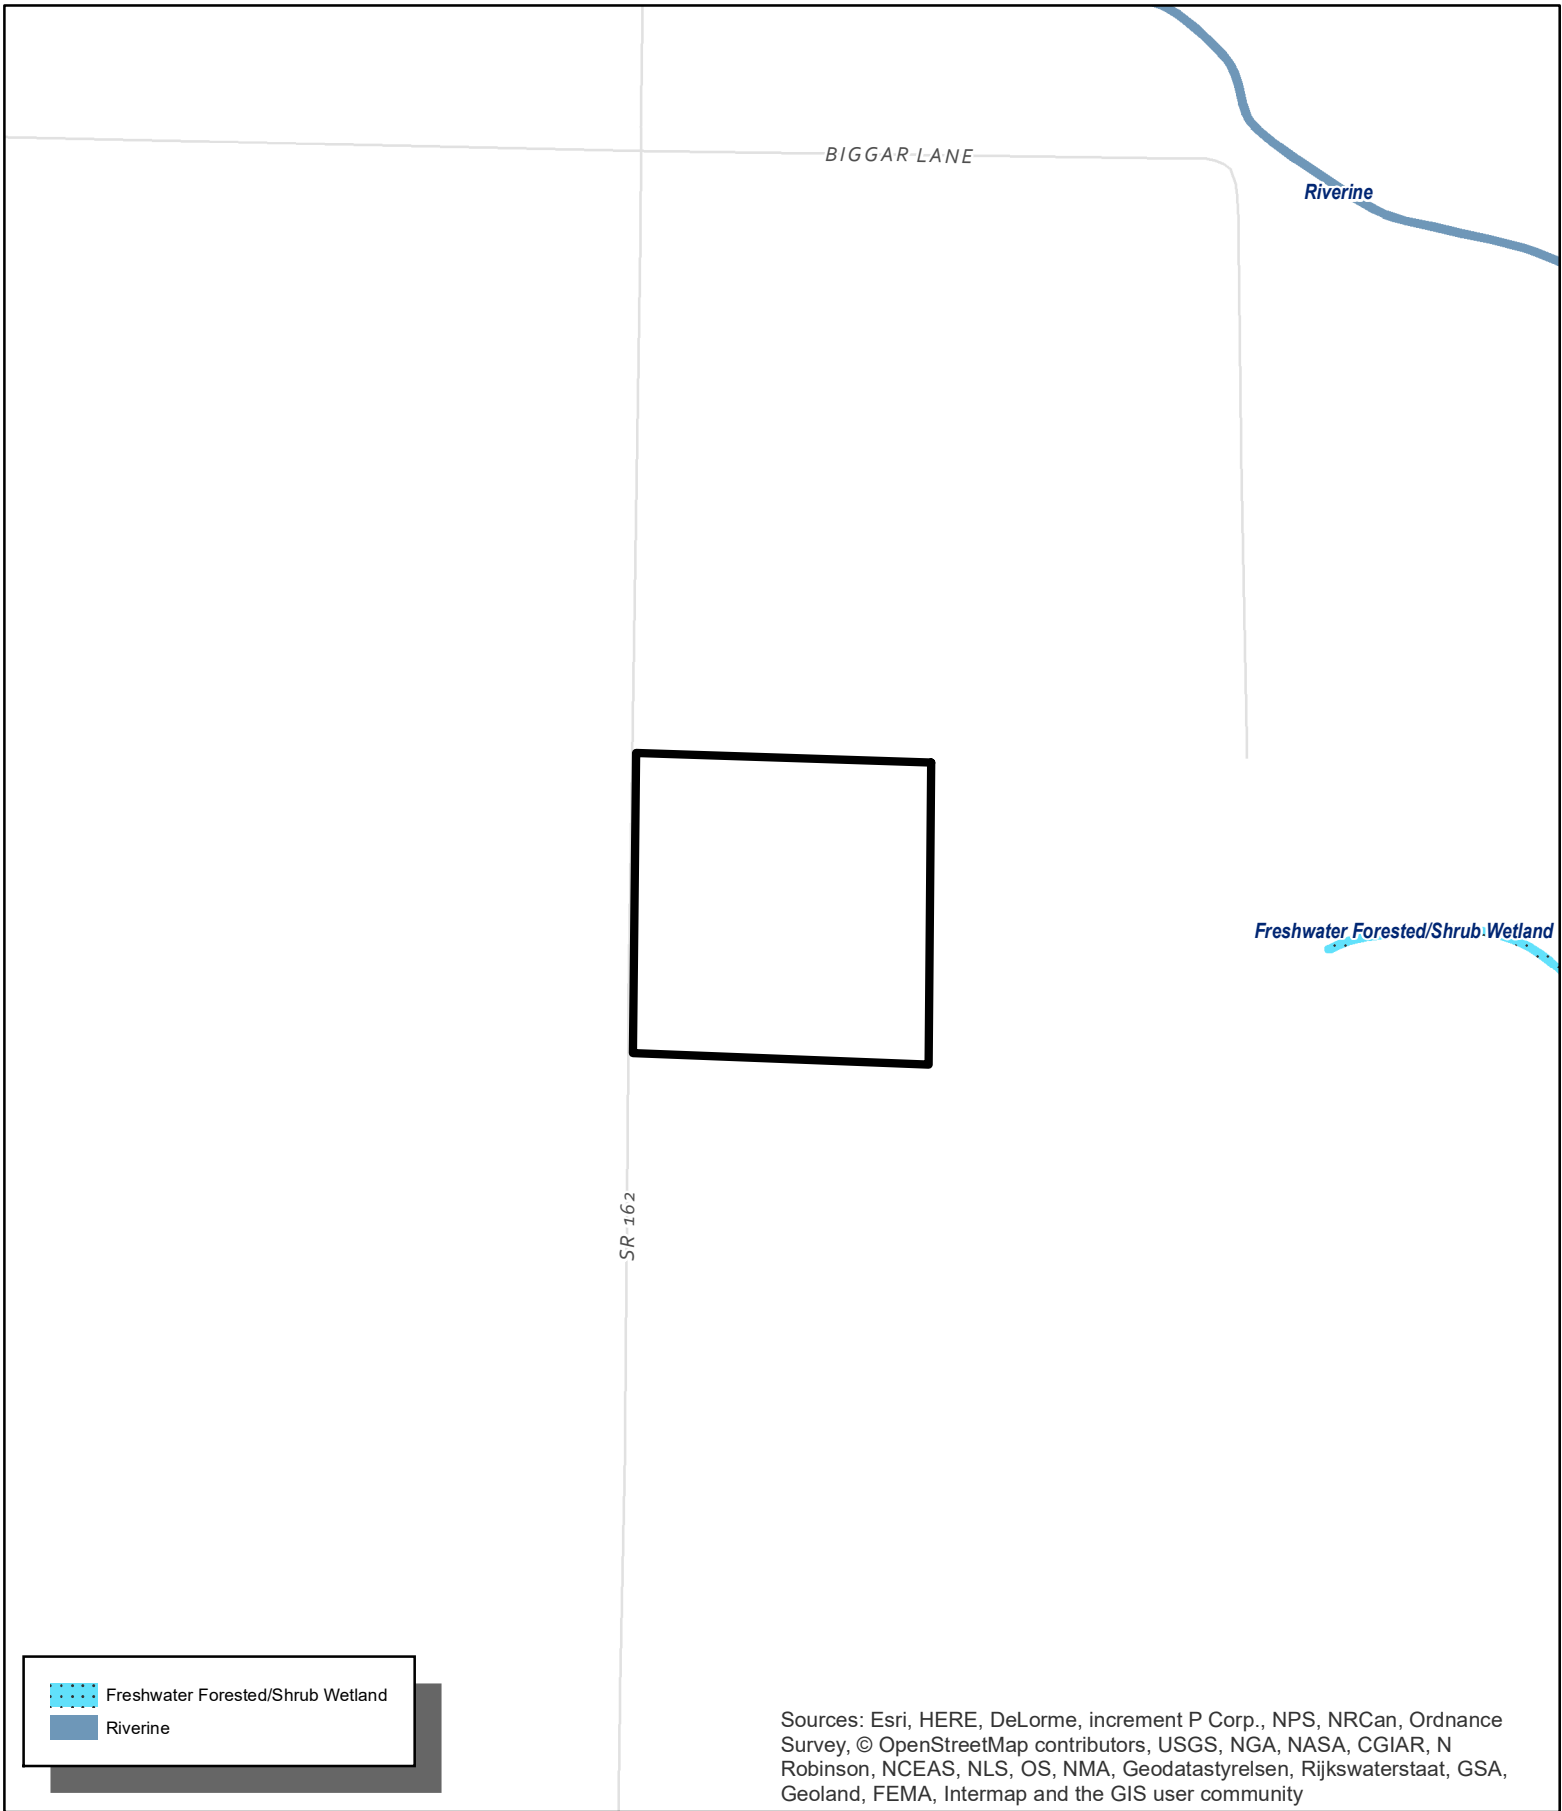 BIGGAR LANE
Riverine
Freshwater Forested/Shrub Wetland
SR 162
Freshwater Forested/Shrub Wetland
Riverine
Sources: Esri, HERE, DeLorme, increment P Corp., NPS, NRCan, Ordnance
Survey, © OpenStreetMap contributors, USGS, NGA, NASA, CGIAR, N
Robinson, NCEAS, NLS, OS, NMA, Geodatastyrelsen, Rijkswaterstaat, GSA,
Geoland, FEMA, Intermap and the GIS user community